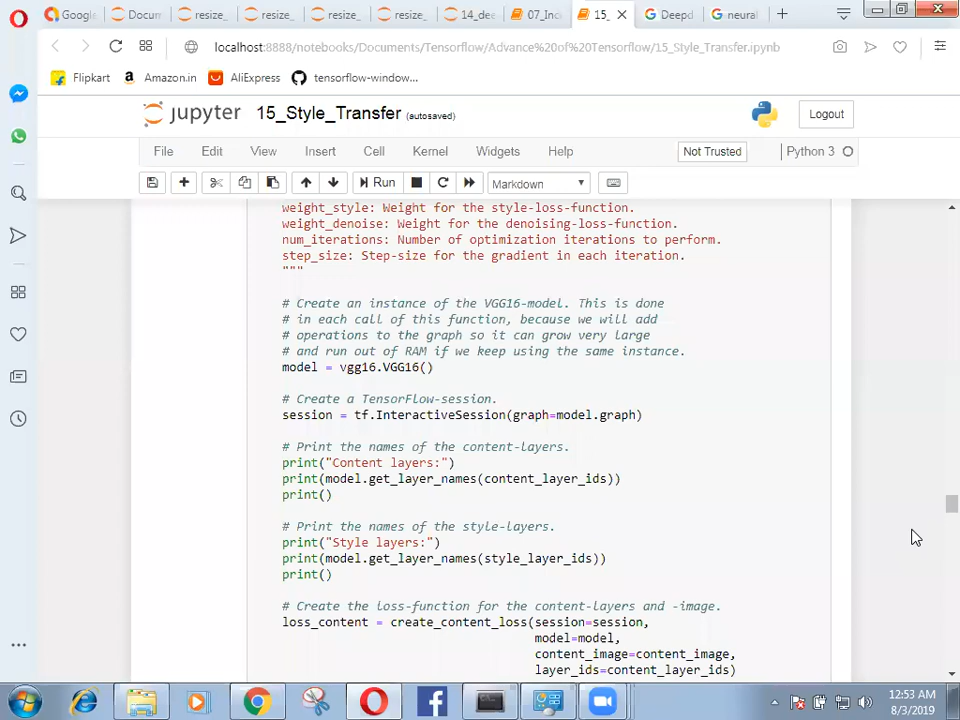 Google
Docum
resize_
resize_
resize_
resize_
14_dee
07_Ind
15_
Deepd
neural
localhost:8888/notebooks/Documents/Tensorflow/Advance%20of%20Tensorflow/15_Style_Transfer.ipynb
Flipkart
Amazon.in
AliExpress
tensorflow-window...
jupyter
15_Style_Transfer (autosaved)
Logout
File Edit View Insert Cell Kernel Widgets Help
Not Trusted
Python 3
Run
Markdown
weight_style: Weight for the style-loss-function.
weight_denoise: Weight for the denoising-loss-function.
num_iterations: Number of optimization iterations to perform.
step_size: Step-size for the gradient in each iteration.
"""
# Create an instance of the VGG16-model. This is done
# in each call of this function, because we will add
# operations to the graph so it can grow very large
# and run out of RAM if we keep using the same instance.
model = vgg16.VGG16()
# Create a TensorFlow-session.
session = tf.InteractiveSession(graph=model.graph)
# Print the names of the content-layers.
print("Content layers:")
print(model.get_layer_names(content_layer_ids))
print()
# Print the names of the style-layers.
print("Style layers:")
print(model.get_layer_names(style_layer_ids))
print()
# Create the loss-function for the content-layers and -image.
loss_content = create_content_loss(session=session,
model=model,
content_image=content_image,
layer_ids=content_layer_ids)
12:53 AM
8/3/2019